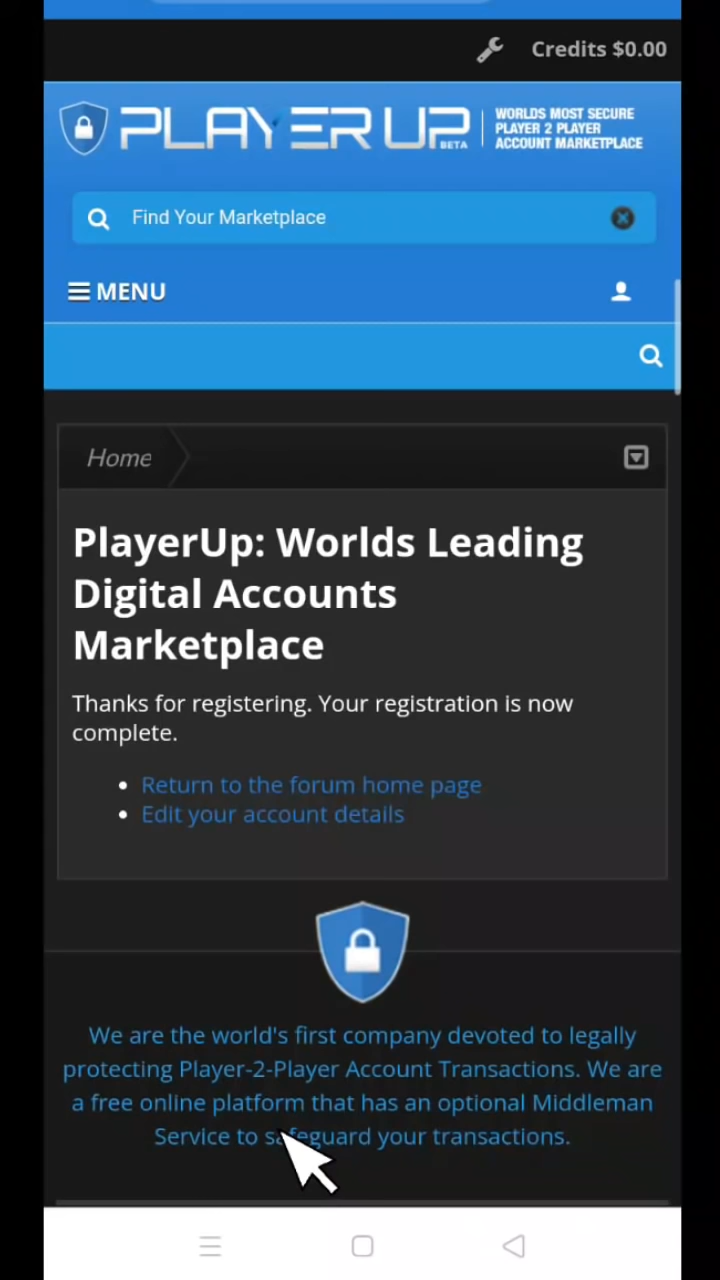 Credits $0.00
PLAYERUP
BETA
WORLDS MOST SECURE
PLAYER 2 PLAYER
ACCOUNT MARKETPLACE
Find Your Marketplace
MENU
Home
PlayerUp: Worlds Leading
Digital Accounts
Marketplace
Thanks for registering. Your registration is now
complete.
Return to the forum home page
Edit your account details
We are the world's first company devoted to legally
protecting Player-2-Player Account Transactions. We are
a free online platform that has an optional Middleman
Service to safeguard your transactions.